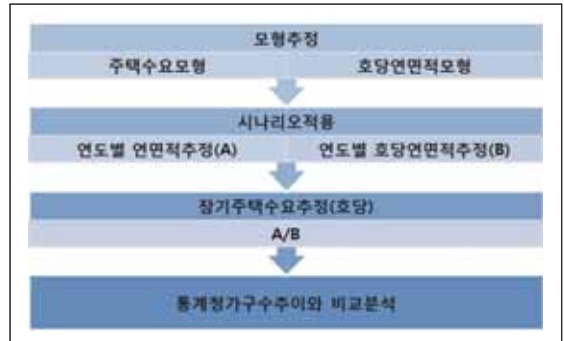 모형추정
주택수요모형 호당연면적모형
시나리오적용
연도별 연면적추정(A) 연도별 호당연면적추정(B)
장기주택수요추정(호당)
A/B
통계청가구수추이와 비교분석